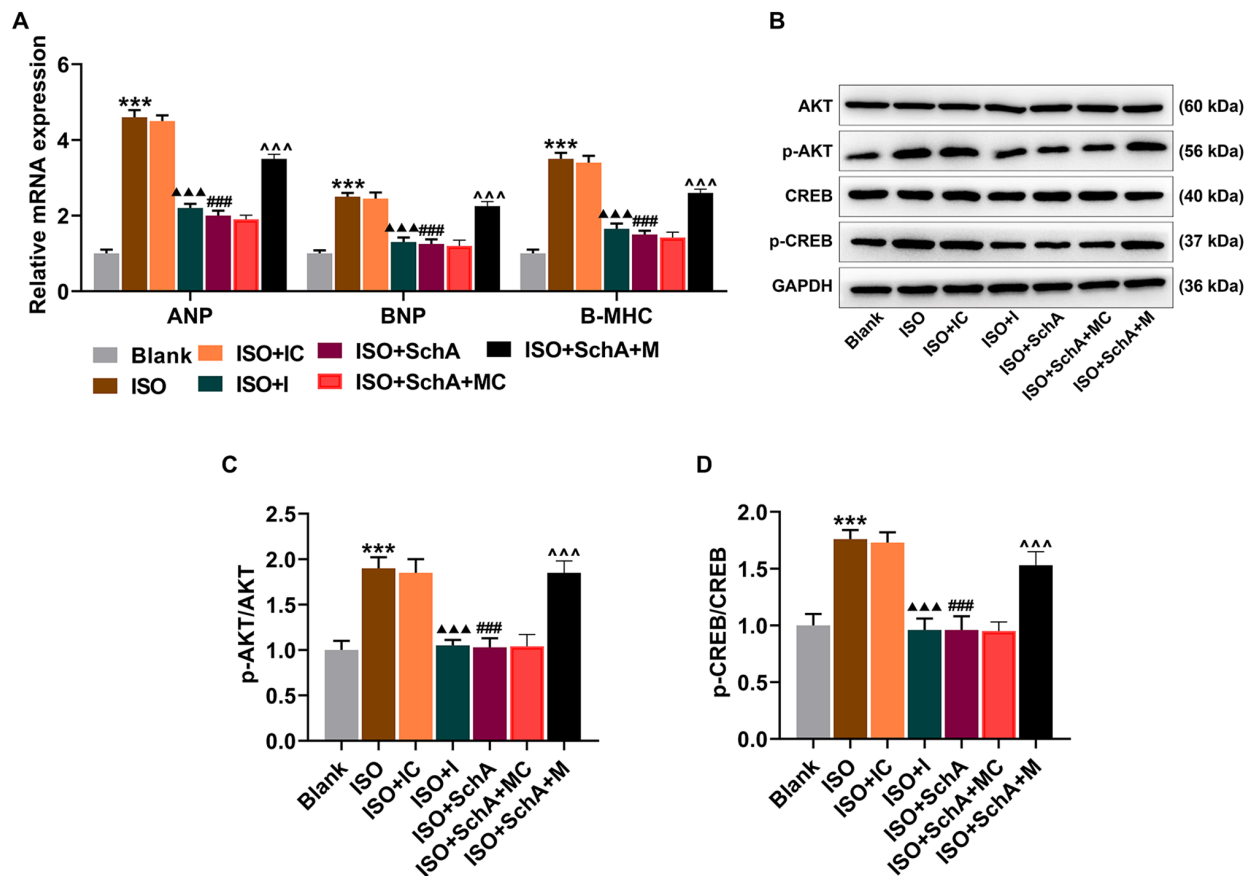 A
Relative mRNA expression
6
4
2
0
***
▲▲▲
###
^^^
***
▲▲▲
###
^^^
***
▲▲▲
###
^^^
ANP
BNP
B-MHC
Blank
ISO+IC
ISO+SchA
ISO+SchA+M
ISO
ISO+I
ISO+SchA+MC
B
AKT (60 kDa)
p-AKT (56 kDa)
CREB (40 kDa)
p-CREB (37 kDa)
GAPDH (36 kDa)
Blank
ISO
ISO+IC
ISO+I
ISO+SchA
ISO+SchA+MC
ISO+SchA+M
C
p-AKT/AKT
2.5
2.0
1.5
1.0
0.5
0.0
***
▲▲▲
###
^^^
Blank
ISO
ISO+IC
ISO+I
ISO+SchA
ISO+SchA+MC
ISO+SchA+M
D
p-CREB/CREB
2.0
1.5
1.0
0.5
0.0
***
▲▲▲
###
^^^
Blank
ISO
ISO+IC
ISO+I
ISO+SchA
ISO+SchA+MC
ISO+SchA+M